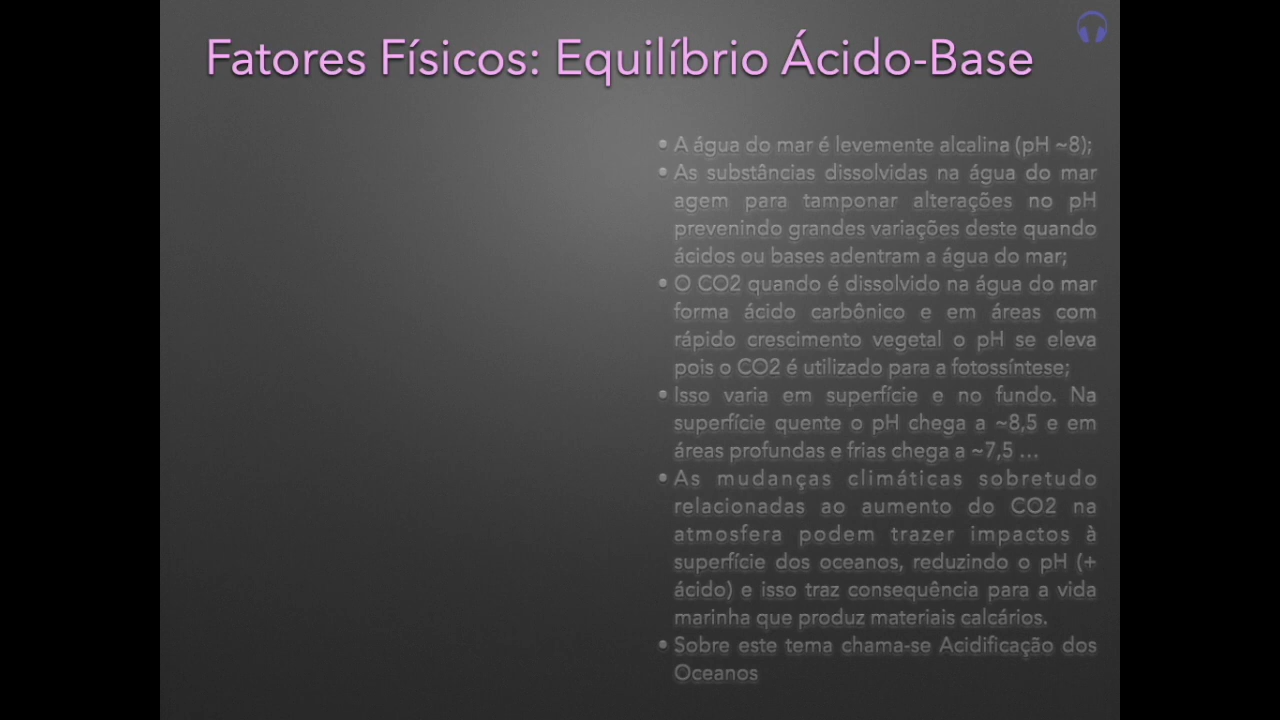 Fatores Físicos: Equilíbrio Ácido-Base
• A água do mar é levemente alcalina (pH ~8);
• As substâncias dissolvidas na água do mar
agem para tamponar alterações no pH
prevenindo grandes variações deste quando
ácidos ou bases adentram a água do mar;
• O CO2 quando é dissolvido na água do mar
forma ácido carbônico e em áreas com
rápido crescimento vegetal o pH se eleva
pois o CO2 é utilizado para a fotossíntese;
• Isso varia em superfície e no fundo. Na
superfície quente o pH chega a ~8,5 e em
áreas profundas e frias chega a ~7,5 ...
• As mudanças climáticas sobretudo
relacionadas ao aumento do CO2 na
atmosfera podem trazer impactos à
superfície dos oceanos, reduzindo o pH (+
ácido) e isso traz consequência para a vida
marinha que produz materiais calcários.
• Sobre este tema chama-se Acidificação dos
Oceanos